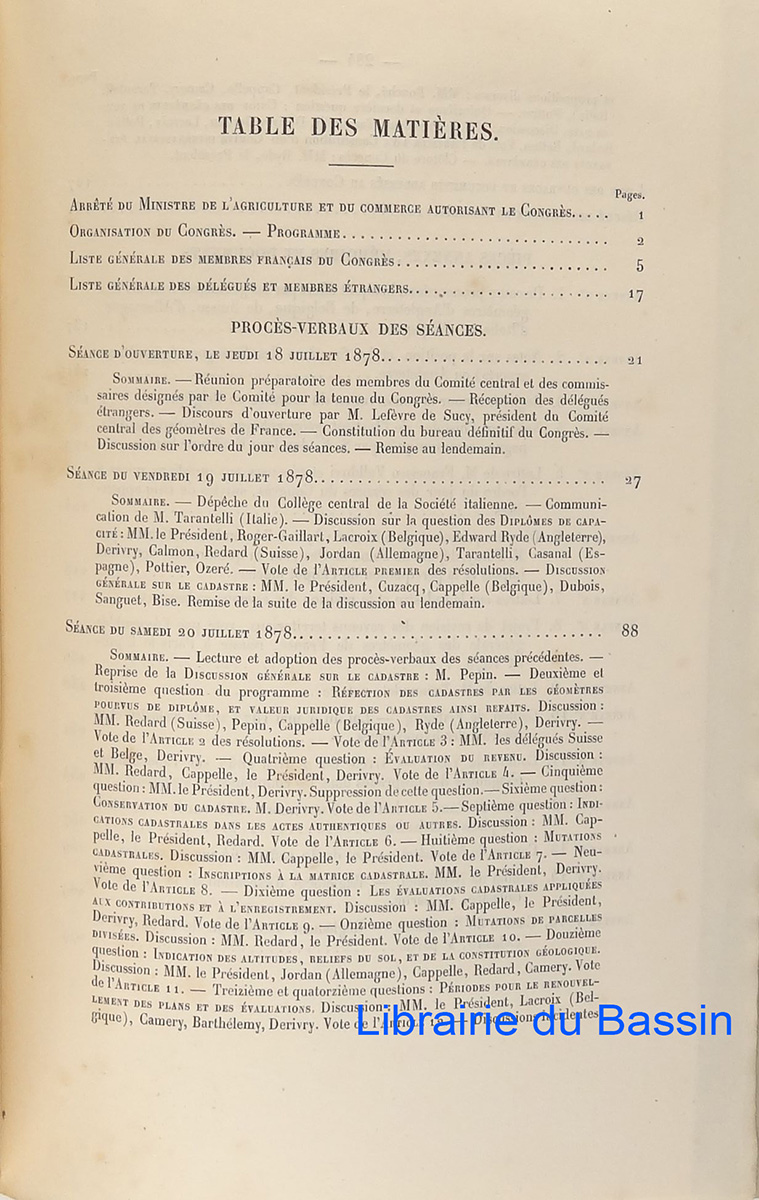 TABLE DES MATIÈRES.
Pages.
Arrêté du Ministre de l'agriculture et du commerce autorisant le Congrès..... 1
Organisation du Congrès. — Programme................................ 2
Liste générale des membres français du Congrès......................... 5
Liste générale des délégués et membres étrangers........................ 17
PROCÈS-VERBAUX DES SÉANCES.
Séance d'ouverture, le jeudi 18 juillet 1878........................... 21
Sommaire. — Réunion préparatoire des membres du Comité central et des commis-
saires désignés par le Comité pour la tenue du Congrès. — Réception des délégués
étrangers. — Discours d'ouverture par M. Lefèvre de Sucy, président du Comité
central des géomètres de France. — Constitution du bureau définitif du Congrès. —
Discussion sur l'ordre du jour des séances. — Remise au lendemain.
Séance du vendredi 19 juillet 1878................................... 27
Sommaire. — Dépêche du Collège central de la Société italienne. — Communi-
cation de M. Tarantelli (Italie). — Discussion sur la question des Diplômes de capa-
cité : MM. le Président, Roger-Gaillart, Lacroix (Belgique), Edward Ryde (Angleterre),
Derivry, Calmon, Redard (Suisse), Jordan (Allemagne), Tarantelli, Casanal (Es-
pagne), Pottier, Ozeré. — Vote de l'Article premier des résolutions. — Discussion
générale sur le cadastre : MM. le Président, Cuzacq, Cappelle (Belgique), Dubois,
Sanguet, Bise. Remise de la suite de la discussion au lendemain.
Séance du samedi 20 juillet 1878..................................... 88
Sommaire. — Lecture et adoption des procès-verbaux des séances précédentes. —
Reprise de la Discussion générale sur le cadastre : M. Pepin. — Deuxième et
troisième question du programme : Réfection des cadastres par les géomètres
pourvus de diplôme, et valeur juridique des cadastres ainsi refaits. Discussion :
MM. Redard (Suisse), Pepin, Cappelle (Belgique), Ryde (Angleterre), Derivry. —
Vote de l'Article 2 des résolutions. — Vote de l'Article 3 : MM. les délégués Suisse
et Belge, Derivry. — Quatrième question : Évaluation du revenu. Discussion :
MM. Redard, Cappelle, le Président, Derivry. Vote de l'Article 4. — Cinquième
question : MM. le Président, Derivry. Suppression de cette question. — Sixième question :
Conservation du cadastre. M. Derivry. Vote de l'Article 5. — Septième question : Indi-
cations cadastrales dans les actes authentiques ou autres. Discussion : MM. Cap-
pelle, le Président, Redard. Vote de l'Article 6. — Huitième question : Mutations
cadastrales. Discussion : MM. Cappelle, le Président. Vote de l'Article 7. — Neu-
vième question : Inscriptions à la matrice cadastrale. MM. le Président, Derivry.
Vote de l'Article 8. — Dixième question : Les évaluations cadastrales appliquées
aux contributions et à l'enregistrement. Discussion : MM. Cappelle, le Président,
Derivry, Redard. Vote de l'Article 9. — Onzième question : Mutations de parcelles
divisées. Discussion : MM. Redard, le Président. Vote de l'Article 10. — Douzième
question : Indication des altitudes, reliefs du sol, et de la constitution géologique.
Discussion : MM. le Président, Jordan (Allemagne), Cappelle, Redard, Camery. Vote
de l'Article 11. — Treizième et quatorzième questions : Périodes pour le renouvel-
lement des plans et des évaluations. Discussion : MM. le Président, Lacroix (Bel-
gique), Camery, Barthélemy, Derivry. Vote de l'Article 12 — Discussions incidentes
Librairie du Bassin